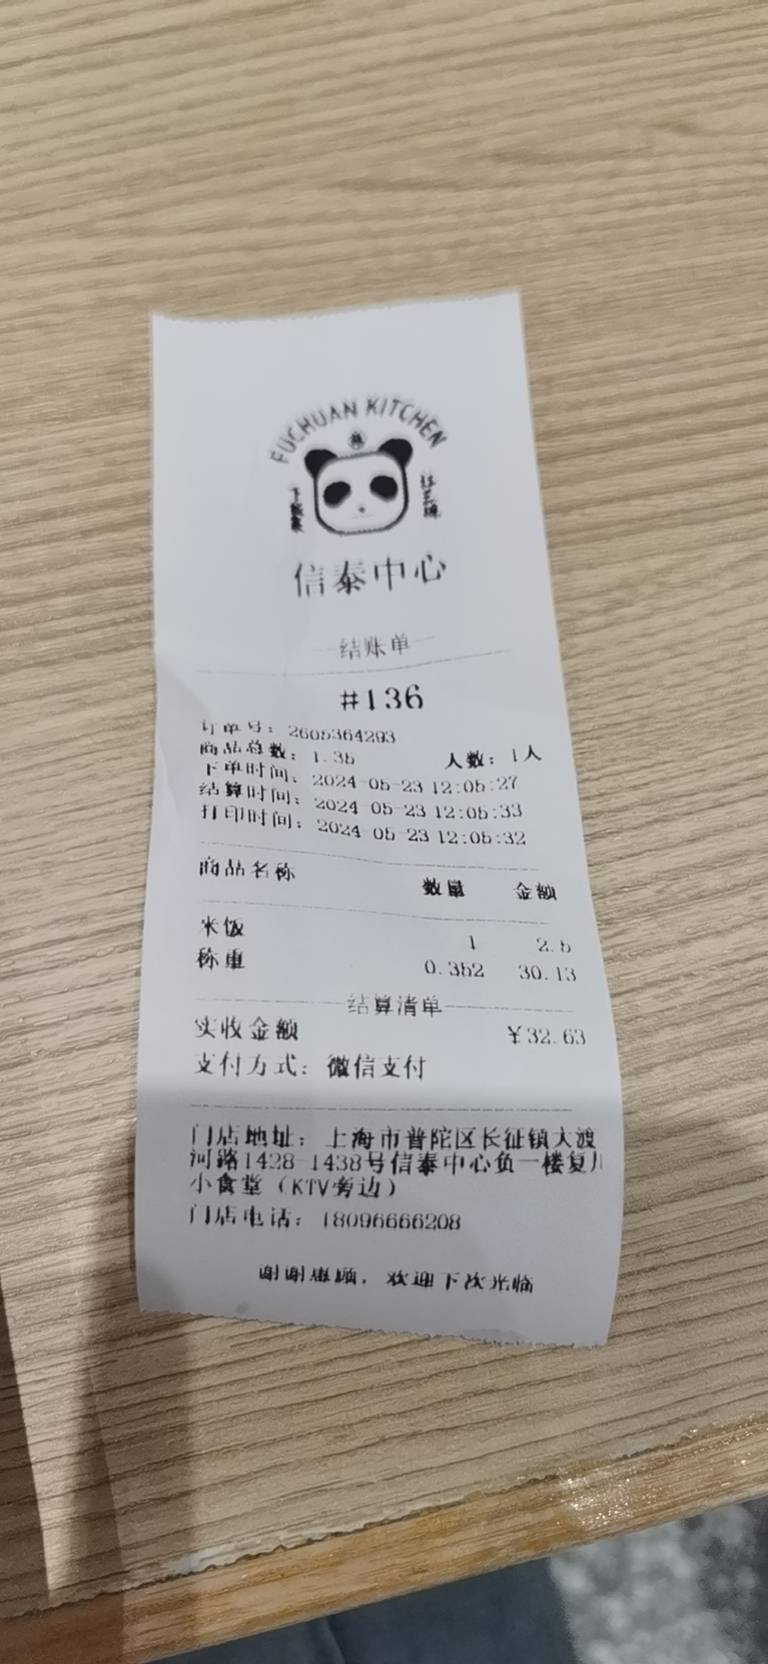 FUCHUAN KITCHEN
信泰中心
结账单
#136
订单号: 2605364293
商品总数: 1.35 人数: 1人
下单时间: 2024-05-23 12:05:27
结算时间: 2024-05-23 12:05:33
打印时间: 2024-05-23 12:05:32
商品名称 数量 金额
米饭 1 2.5
称重 0.352 30.13
结算清单
实收金额 ¥32.63
支付方式: 微信支付
门店地址: 上海市普陀区长征镇大渡
河路1428-1438号信泰中心负一楼复川
小食堂（KTV旁边）
门店电话: 18096666208
谢谢惠顾, 欢迎下次光临